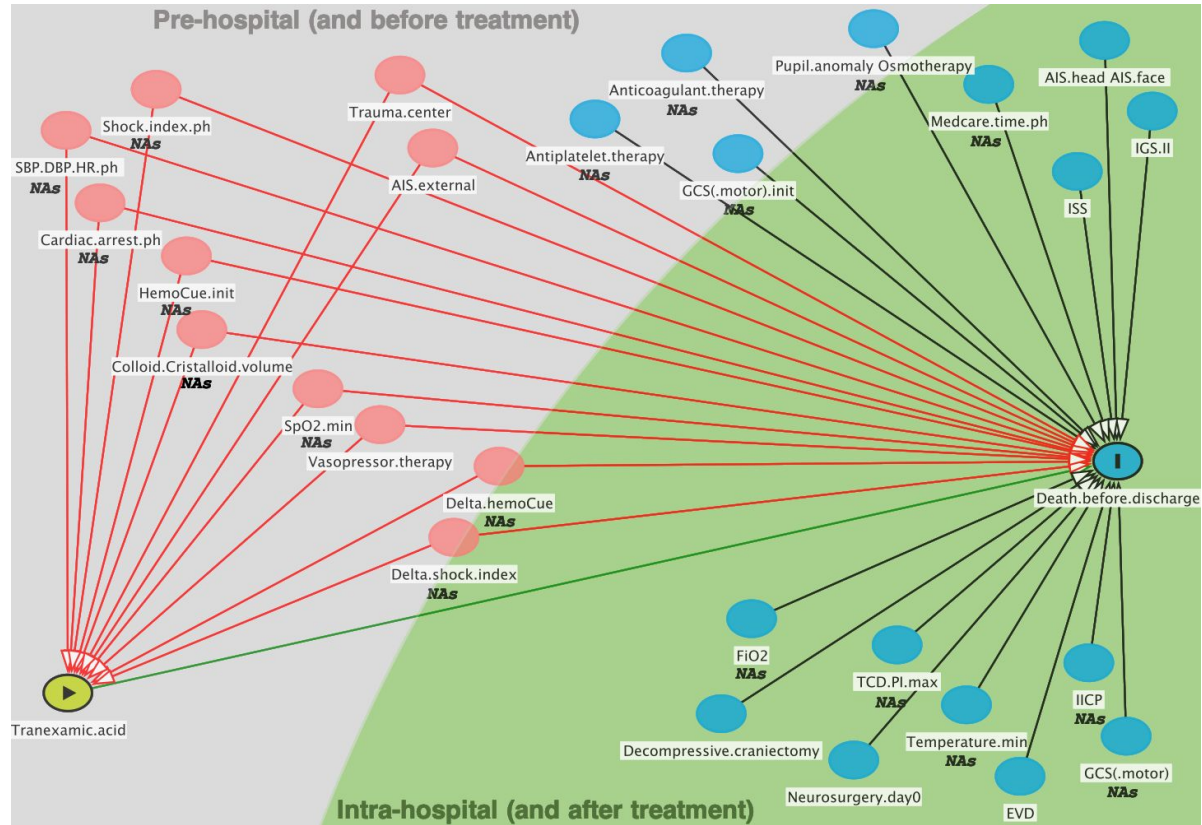 Pre-hospital (and before treatment)
Pupil.anomaly Osmotherapy
NAs
AIS.head AIS.face
Anticoagulant.therapy
NAs
Trauma.center
Shock.index.ph
NAs
Medcare.time.ph
NAs
IGS.II
SBP.DBP.HR.ph
NAs
Antiplatelet.therapy
NAs
AIS.external
GCS(.motor).init
NAs
ISS
Cardiac.arrest.ph
NAs
HemoCue.init
NAs
Colloid.Cristalloid.volume
NAs
SpO2.min
NAs
Vasopressor.therapy
Delta.hemoCue
NAs
Death.before.discharge
Delta.shock.index
NAs
FiO2
NAs
TCD.PI.max
NAs
IICP
NAs
Tranexamic.acid
Decompressive.craniectomy
Temperature.min
NAs
Neurosurgery.day0
GCS(.motor)
NAs
EVD
Intra-hospital (and after treatment)